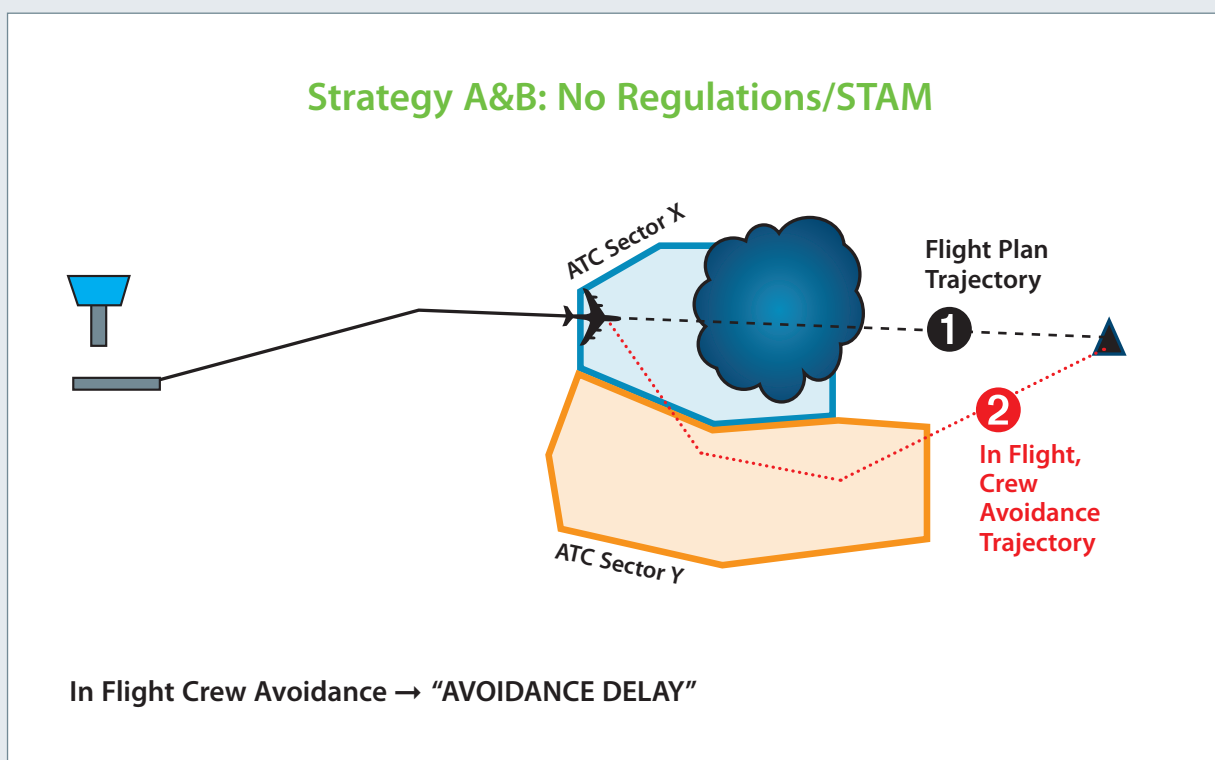 Strategy A&B: No Regulations/STAM
ATC Sector X
Flight Plan
Trajectory
1
2
In Flight,
Crew
Avoidance
Trajectory
ATC Sector Y
In Flight Crew Avoidance → “AVOIDANCE DELAY”